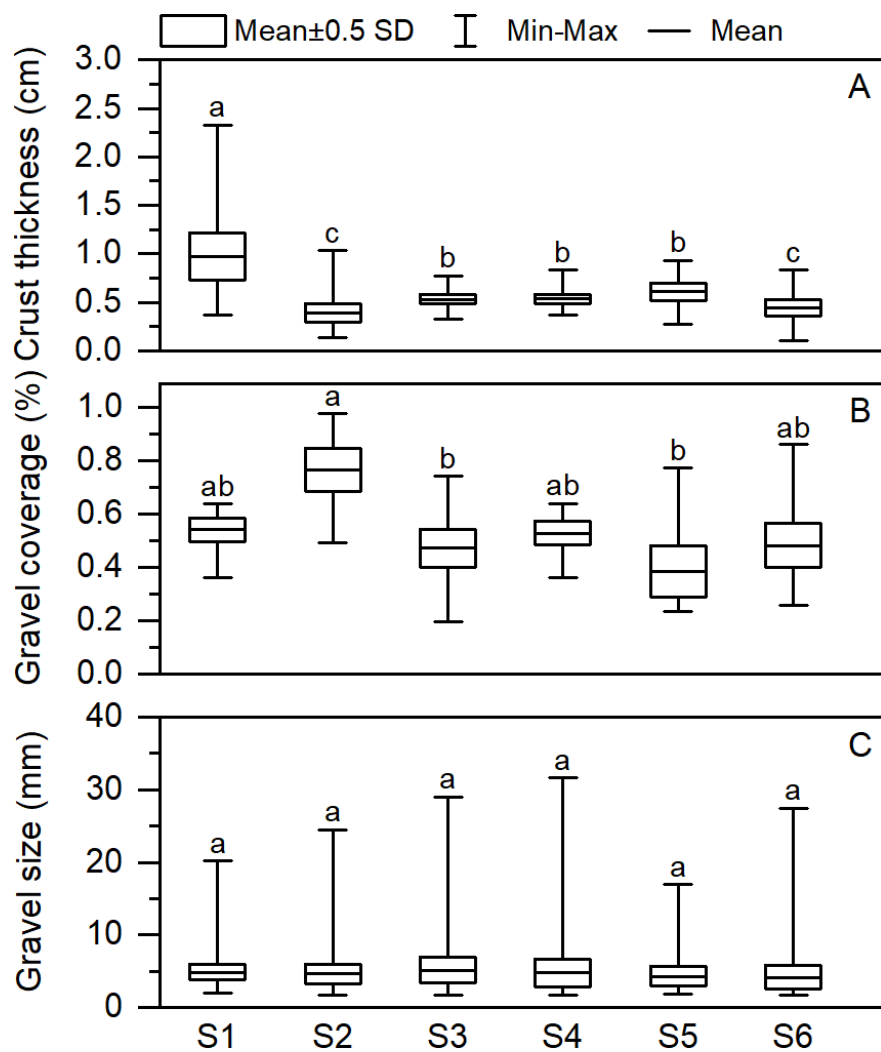 Mean±0.5 SD Min-Max Mean
A
Crust thickness (cm)
3.0
2.5
2.0
1.5
1.0
0.5
0.0
a c b b b c
B
Gravel coverage (%)
1.0
0.8
0.6
0.4
0.2
0.0
ab a b ab b ab
C
Gravel size (mm)
40
30
20
10
0
a a a a a a
S1 S2 S3 S4 S5 S6